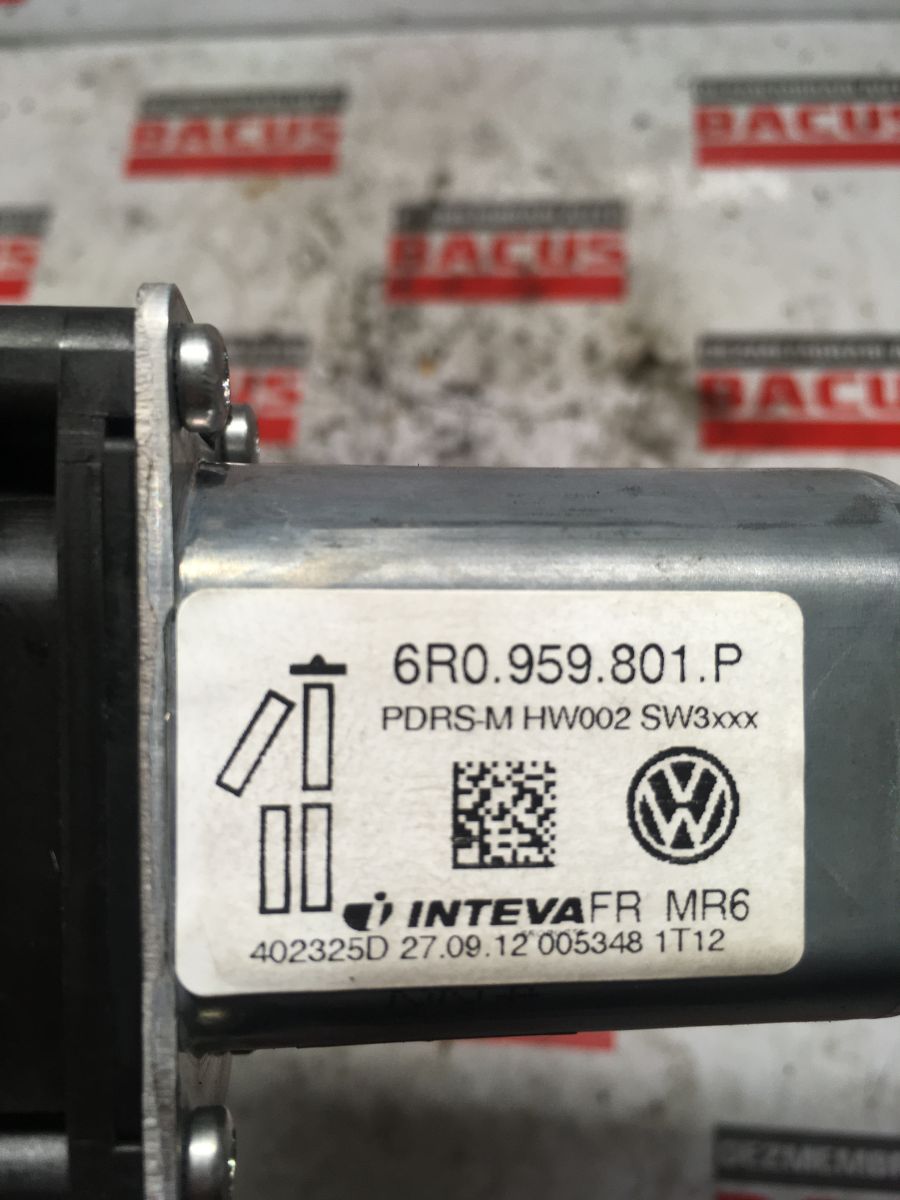 BACUS
BACUS
BACUS
BACUS
6R0.959.801.P
PDRS-M HW002 SW3xxx
INTEVA FR MR6
402325D 27.09.12 005348 1T12
DEZMEMBR